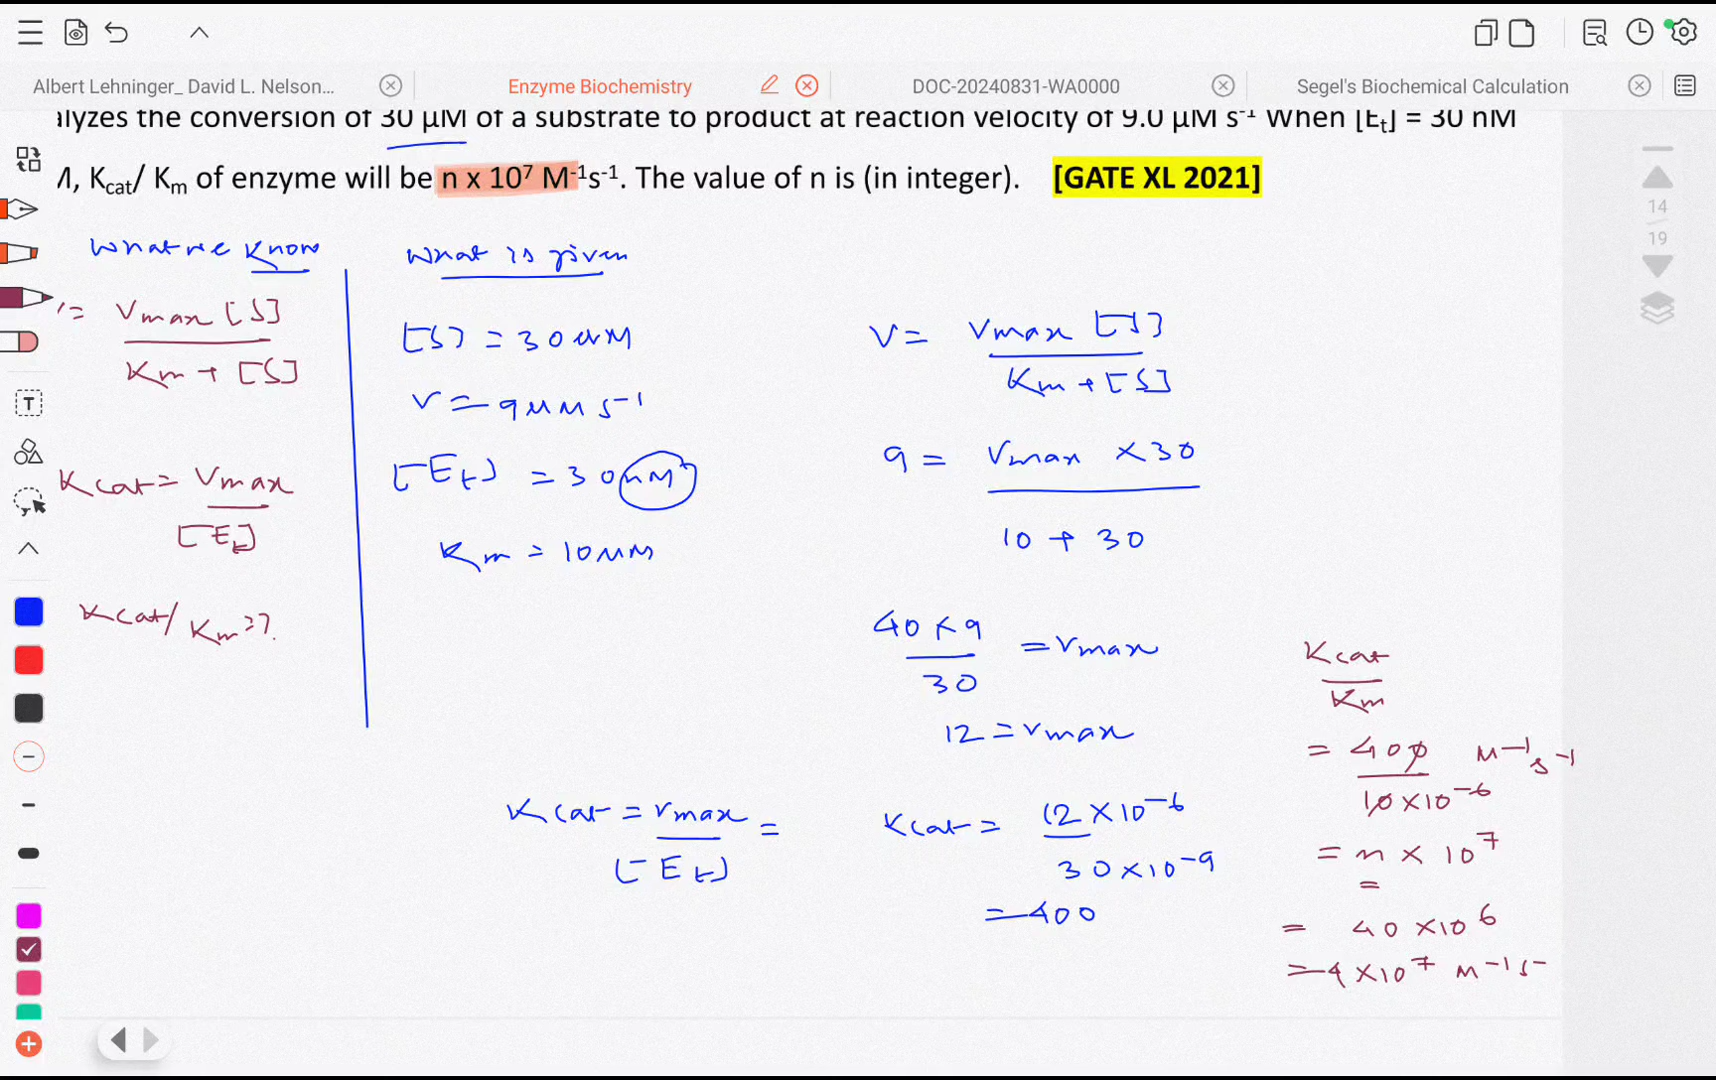 Albert Lehninger_ David L. Nelson...
Enzyme Biochemistry
DOC-20240831-WA0000
Segel's Biochemical Calculation
alyzes the conversion of 30 μM of a substrate to product at reaction velocity of 9.0 μM s⁻¹ When [Eₜ] = 30 nM
M, Kcat/ Km of enzyme will be n x 10⁷ M⁻¹s⁻¹. The value of n is (in integer). [GATE XL 2021]
14
19
T
What we know
V = Vmax [S]
Km + [S]
Kcat = Vmax
[Et]
Kcat/ Km = ?
What is given
[S] = 30 uM
V = 9 μM s⁻¹
[Et] = 30 nM
Km = 10 μM
V = Vmax [S]
Km + [S]
9 = Vmax × 30
10 + 30
40 × 9 = Vmax
30
12 = Vmax
Kcat = Vmax =
[Et]
Kcat = 12 × 10⁻⁶
30 × 10⁻⁹
= 400
Kcat
Km
= 400 M⁻¹ s⁻¹
10 × 10⁻⁶
= n × 10⁷
= 40 × 10⁶
= 4 × 10⁷ M⁻¹ s⁻